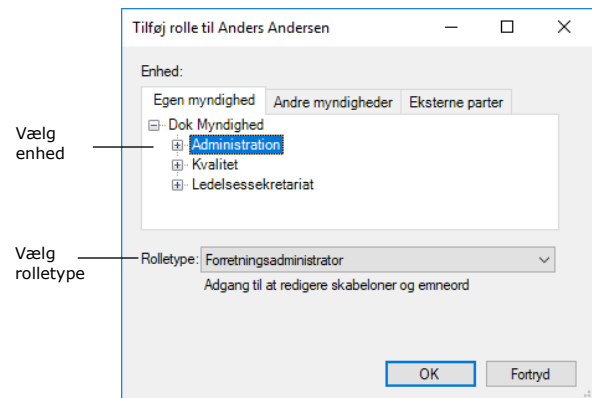 Tilføj rolle til Anders Andersen
Enhed:
Egen myndighed Andre myndigheder Eksterne parter
Dok Myndighed
Administration
Kvalitet
Ledelsessekretariat
Vælg
enhed
Vælg
rolletype
Rolletype: Forretningsadministrator
Adgang til at redigere skabeloner og emneord
OK Fortryd